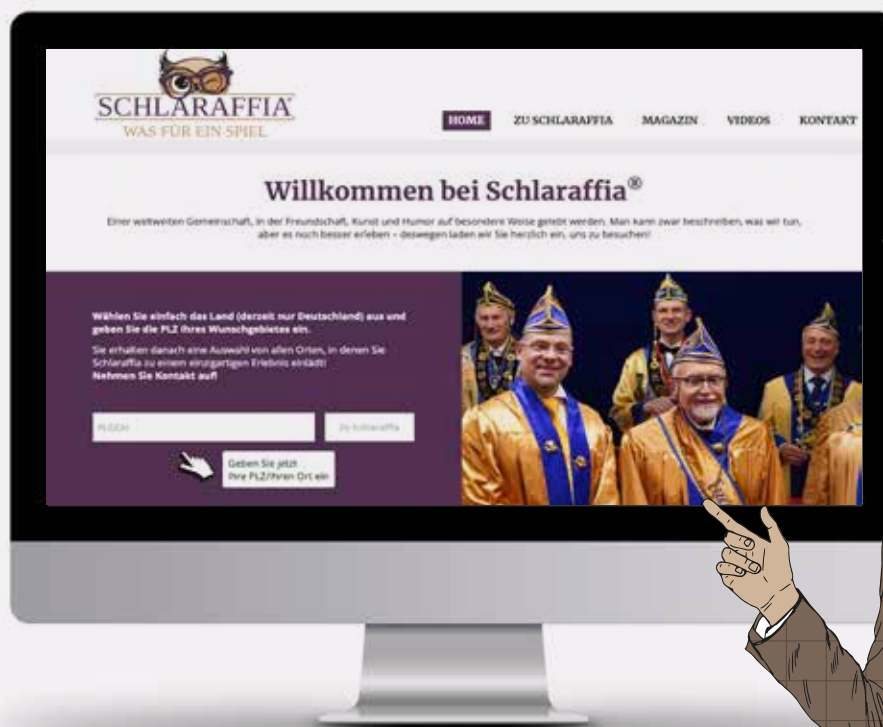 SCHLARAFFIA®
WAS FÜR EIN SPIEL
HOME ZU SCHLARAFFIA MAGAZIN VIDEOS KONTAKT
Willkommen bei Schlaraffia®
Einer weltweiten Gemeinschaft, in der Freundschaft, Kunst und Humor auf besondere Weise gelebt werden. Man kann zwar beschreiben, was wir tun,
aber es noch besser erleben – deswegen laden wir Sie herzlich ein, uns zu besuchen!
Wählen Sie einfach das Land (derzeit nur Deutschland) aus und
geben Sie die PLZ Ihres Wunschgebietes ein.
Sie erhalten danach eine Auswahl von allen Orten, in denen Sie
Schlaraffia zu einem einzigartigen Erlebnis einlädt!
Nehmen Sie Kontakt auf!
PLZ/Ort Zu Schlaraffia
Geben Sie jetzt
Ihre PLZ/Ihren Ort ein